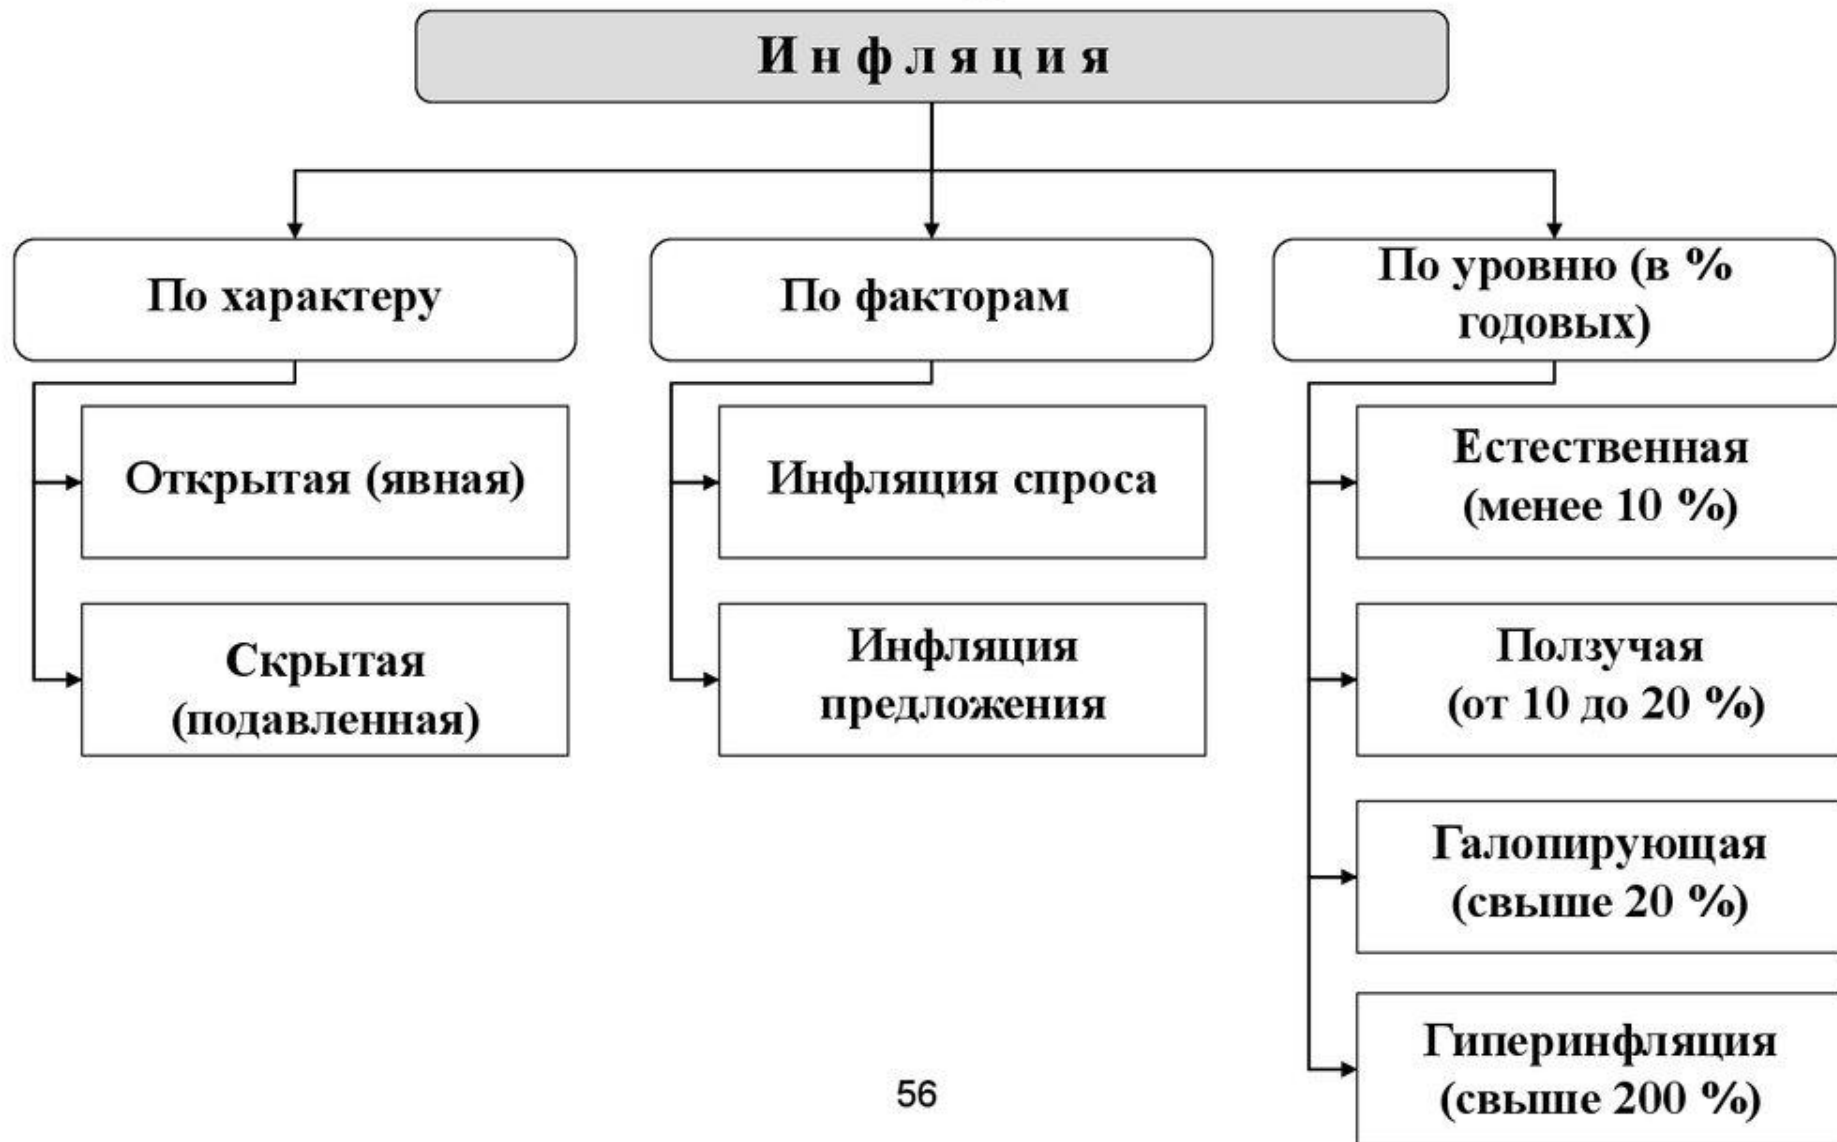 И н ф л я ц и я
По характеру
Открытая (явная)
Скрытая
(подавленная)
По факторам
Инфляция спроса
Инфляция
предложения
По уровню (в %
годовых)
Естественная
(менее 10 %)
Ползучая
(от 10 до 20 %)
Галопирующая
(свыше 20 %)
Гиперинфляция
(свыше 200 %)
56